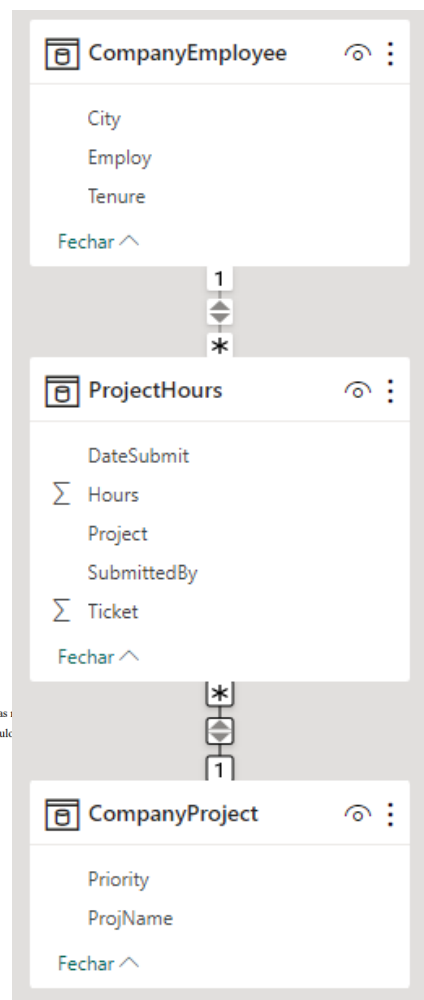 CompanyEmployee
City
Employ
Tenure
Fechar
1
*
ProjectHours
DateSubmit
Σ Hours
Project
SubmittedBy
Σ Ticket
Fechar
*
1
CompanyProject
Priority
ProjName
Fechar